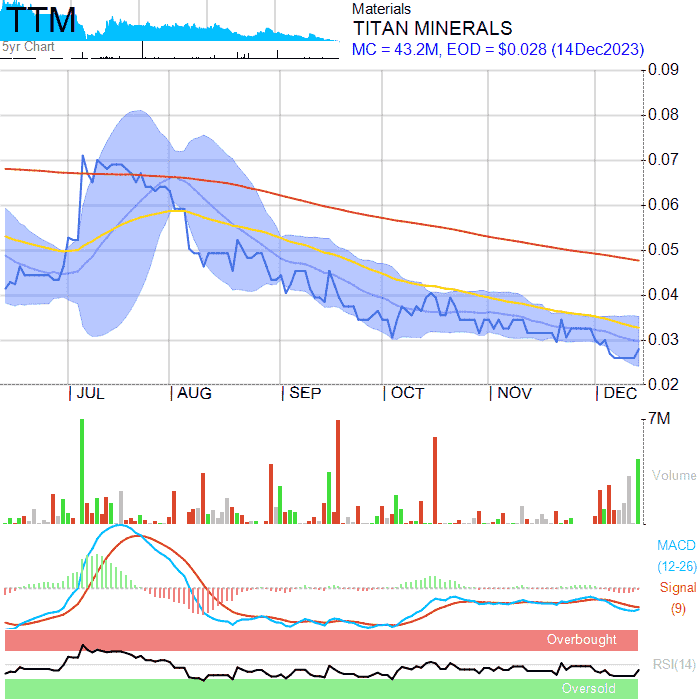 TTM
5yr Chart
Materials
TITAN MINERALS
MC = 43.2M, EOD = $0.028 (14Dec2023)
0.09
0.08
0.07
0.06
0.05
0.04
0.03
0.02
JUL AUG SEP OCT NOV DEC
7M
Volume
MACD
(12-26)
Signal
(9)
Overbought
RSI(14)
Oversold